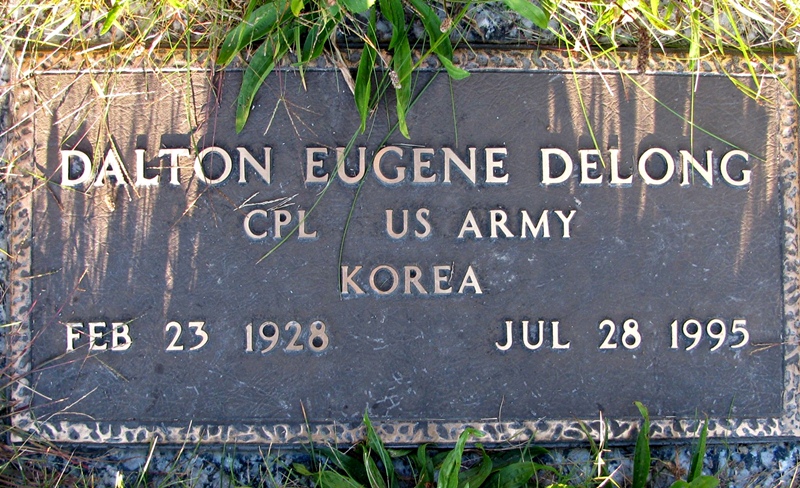 DALTON EUGENE DELONG
CPL US ARMY
KOREA
FEB 23 1928 JUL 28 1995